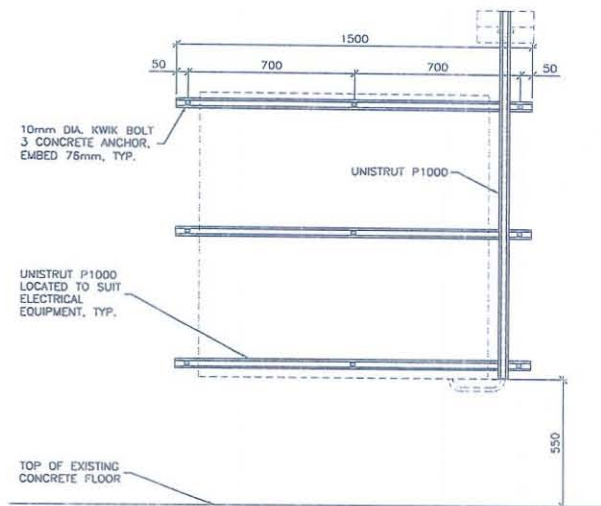 1500
50
700
700
50
10mm DIA. KWIK BOLT
3 CONCRETE ANCHOR,
EMBED 76mm, TYP.
UNISTRUT P1000
UNISTRUT P1000
LOCATED TO SUIT
ELECTRICAL
EQUIPMENT, TYP.
550
TOP OF EXISTING
CONCRETE FLOOR